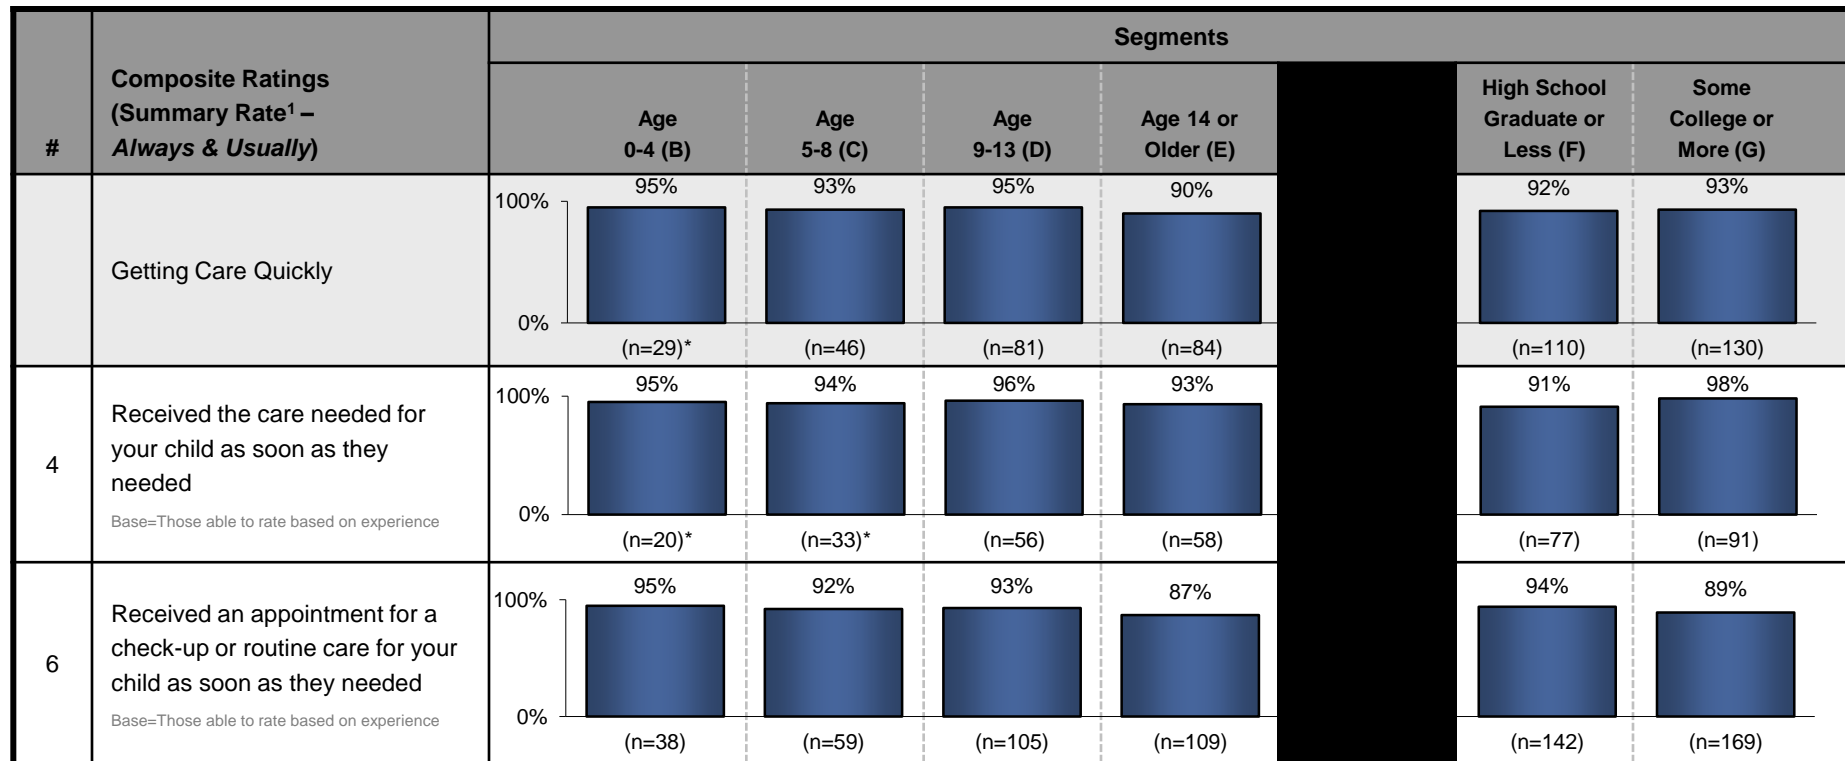 Segments
#
Composite Ratings
(Summary Rate¹ –
Always & Usually)
Age
0-4 (B)
Age
5-8 (C)
Age
9-13 (D)
Age 14 or
Older (E)
High School
Graduate or
Less (F)
Some
College or
More (G)
Getting Care Quickly
100%
0%
95%
93%
95%
90%
92%
93%
(n=29)*
(n=46)
(n=81)
(n=84)
(n=110)
(n=130)
4
Received the care needed for
your child as soon as they
needed
Base=Those able to rate based on experience
100%
0%
95%
94%
96%
93%
91%
98%
(n=20)*
(n=33)*
(n=56)
(n=58)
(n=77)
(n=91)
6
Received an appointment for a
check-up or routine care for your
child as soon as they needed
Base=Those able to rate based on experience
100%
0%
95%
92%
93%
87%
94%
89%
(n=38)
(n=59)
(n=105)
(n=109)
(n=142)
(n=169)